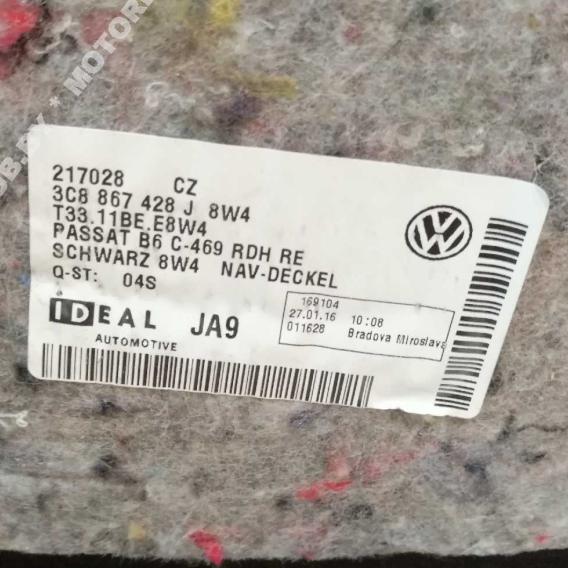 217028 CZ
3C8 867 428 J 8W4
T33.11BE.E8W4
PASSAT B6 C-469 RDH RE
SCHWARZ 8W4 NAV-DECKEL
Q-ST: 04S
IDEAL JA9
AUTOMOTIVE
169104
27.01.16 10:08
011628 Bradova Miroslava